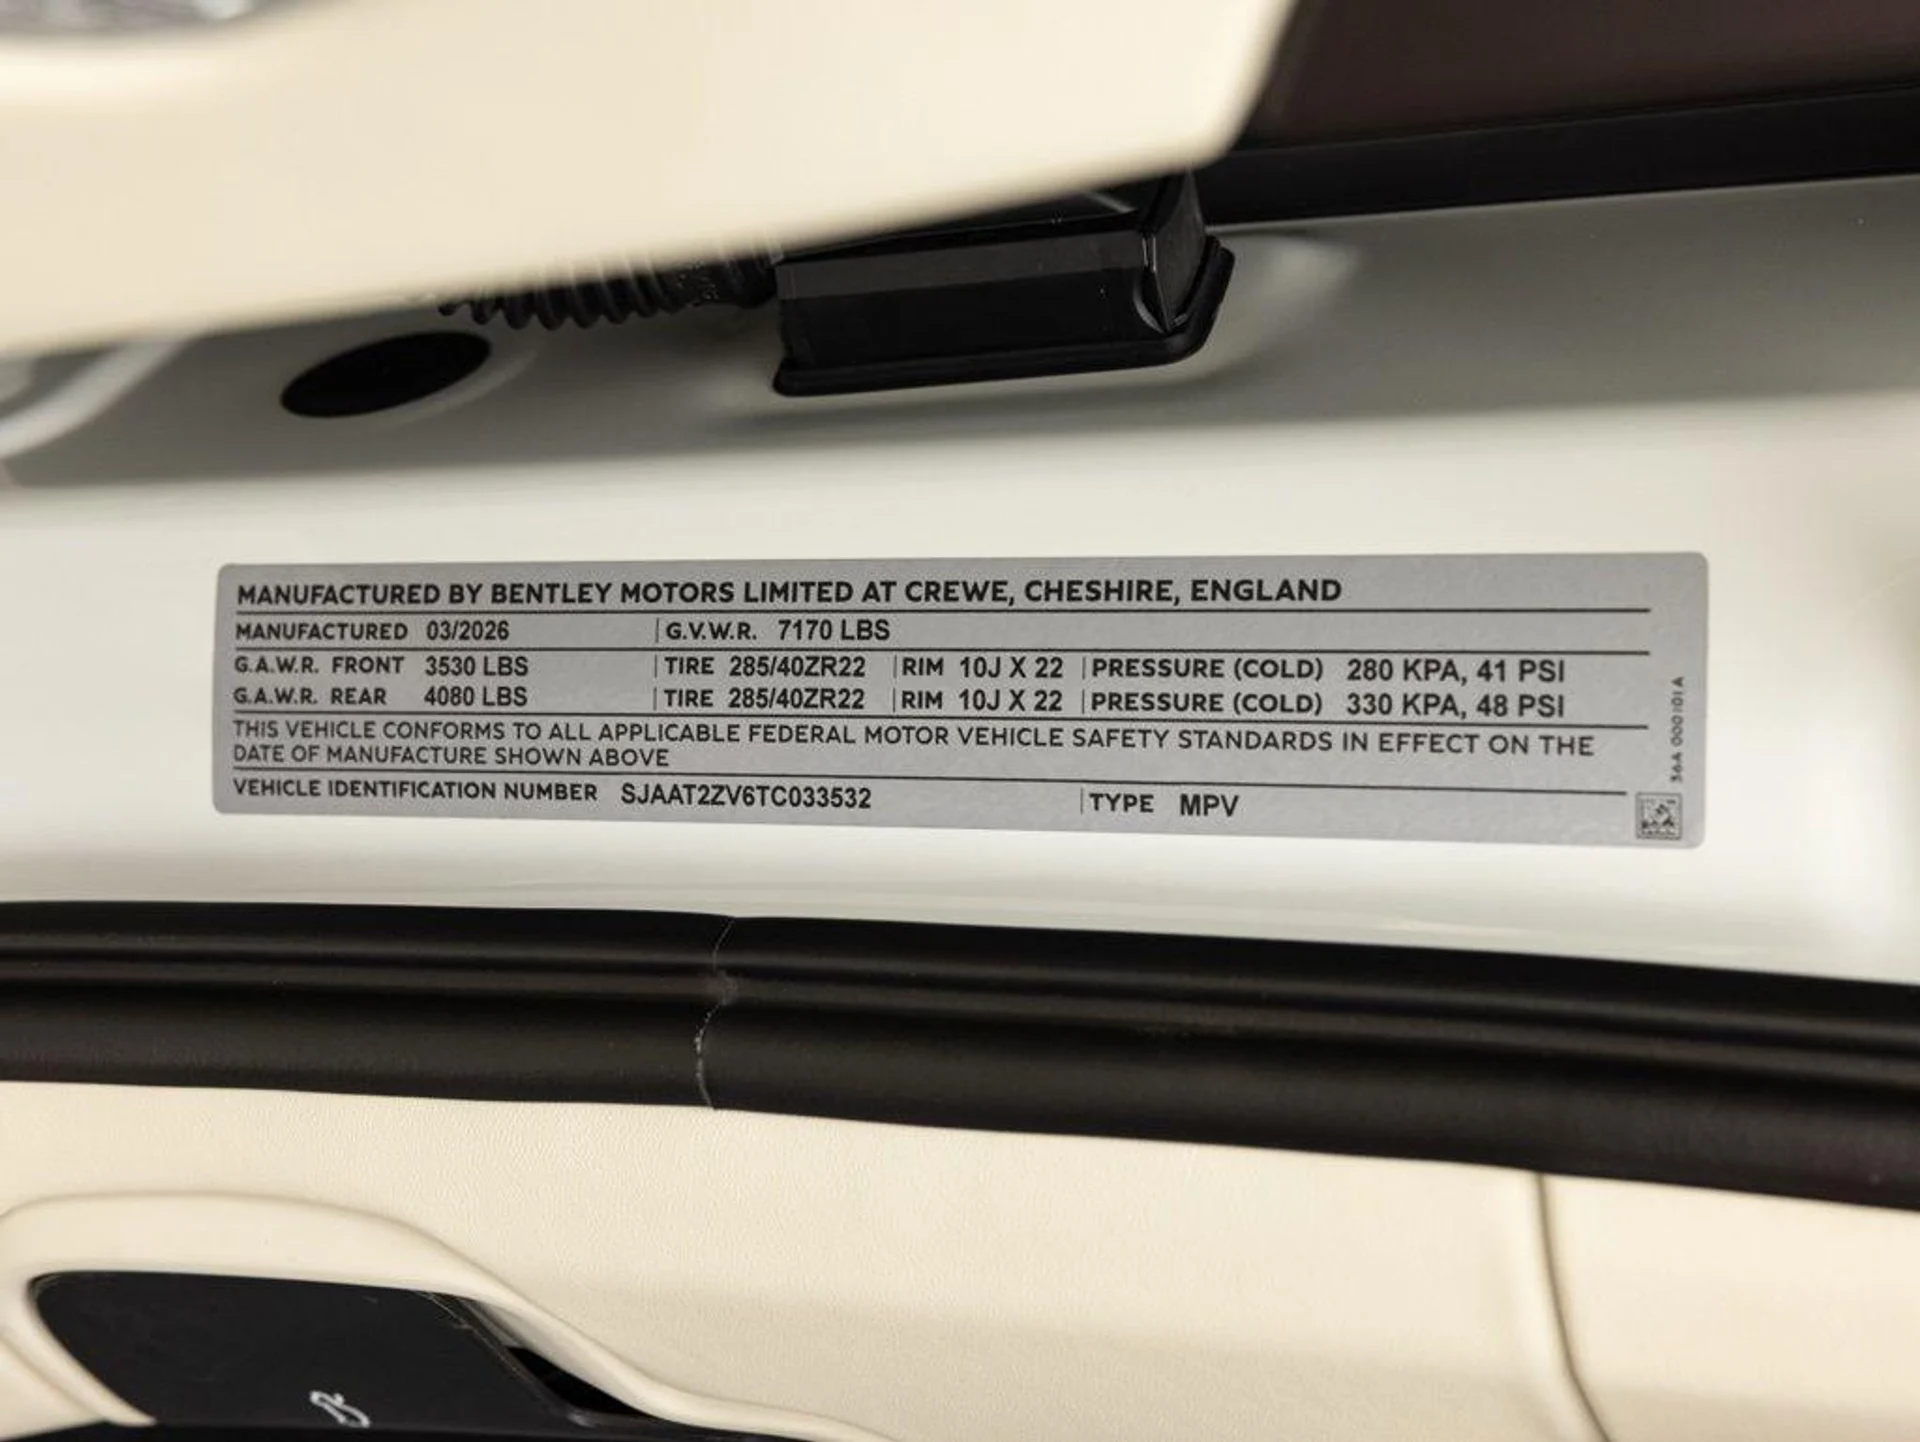 MANUFACTURED BY BENTLEY MOTORS LIMITED AT CREWE, CHESHIRE, ENGLAND
MANUFACTURED 03/2026 G.V.W.R. 7170 LBS
G.A.W.R. FRONT 3530 LBS TIRE 285/40ZR22 RIM 10J X 22 PRESSURE (COLD) 280 KPA, 41 PSI
G.A.W.R. REAR 4080 LBS TIRE 285/40ZR22 RIM 10J X 22 PRESSURE (COLD) 330 KPA, 48 PSI
THIS VEHICLE CONFORMS TO ALL APPLICABLE FEDERAL MOTOR VEHICLE SAFETY STANDARDS IN EFFECT ON THE
DATE OF MANUFACTURE SHOWN ABOVE
VEHICLE IDENTIFICATION NUMBER SJAAT2ZV6TC033532 TYPE MPV
36A 000101A